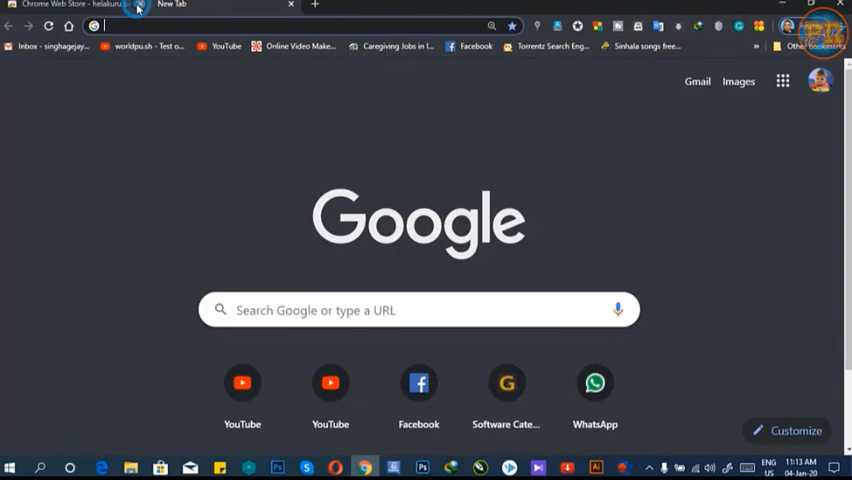 Chrome Web Store - helakuru
New Tab
Inbox - singhagejay...
worldpu.sh - Test o...
YouTube
Online Video Make...
Caregiving Jobs in I...
Facebook
Torrentz Search Eng...
Sinhala songs free...
Other bookmarks
Gmail
Images
Google
Search Google or type a URL
YouTube
YouTube
Facebook
Software Cate...
WhatsApp
Customize
ENG
US
11:13 AM
04-Jan-20